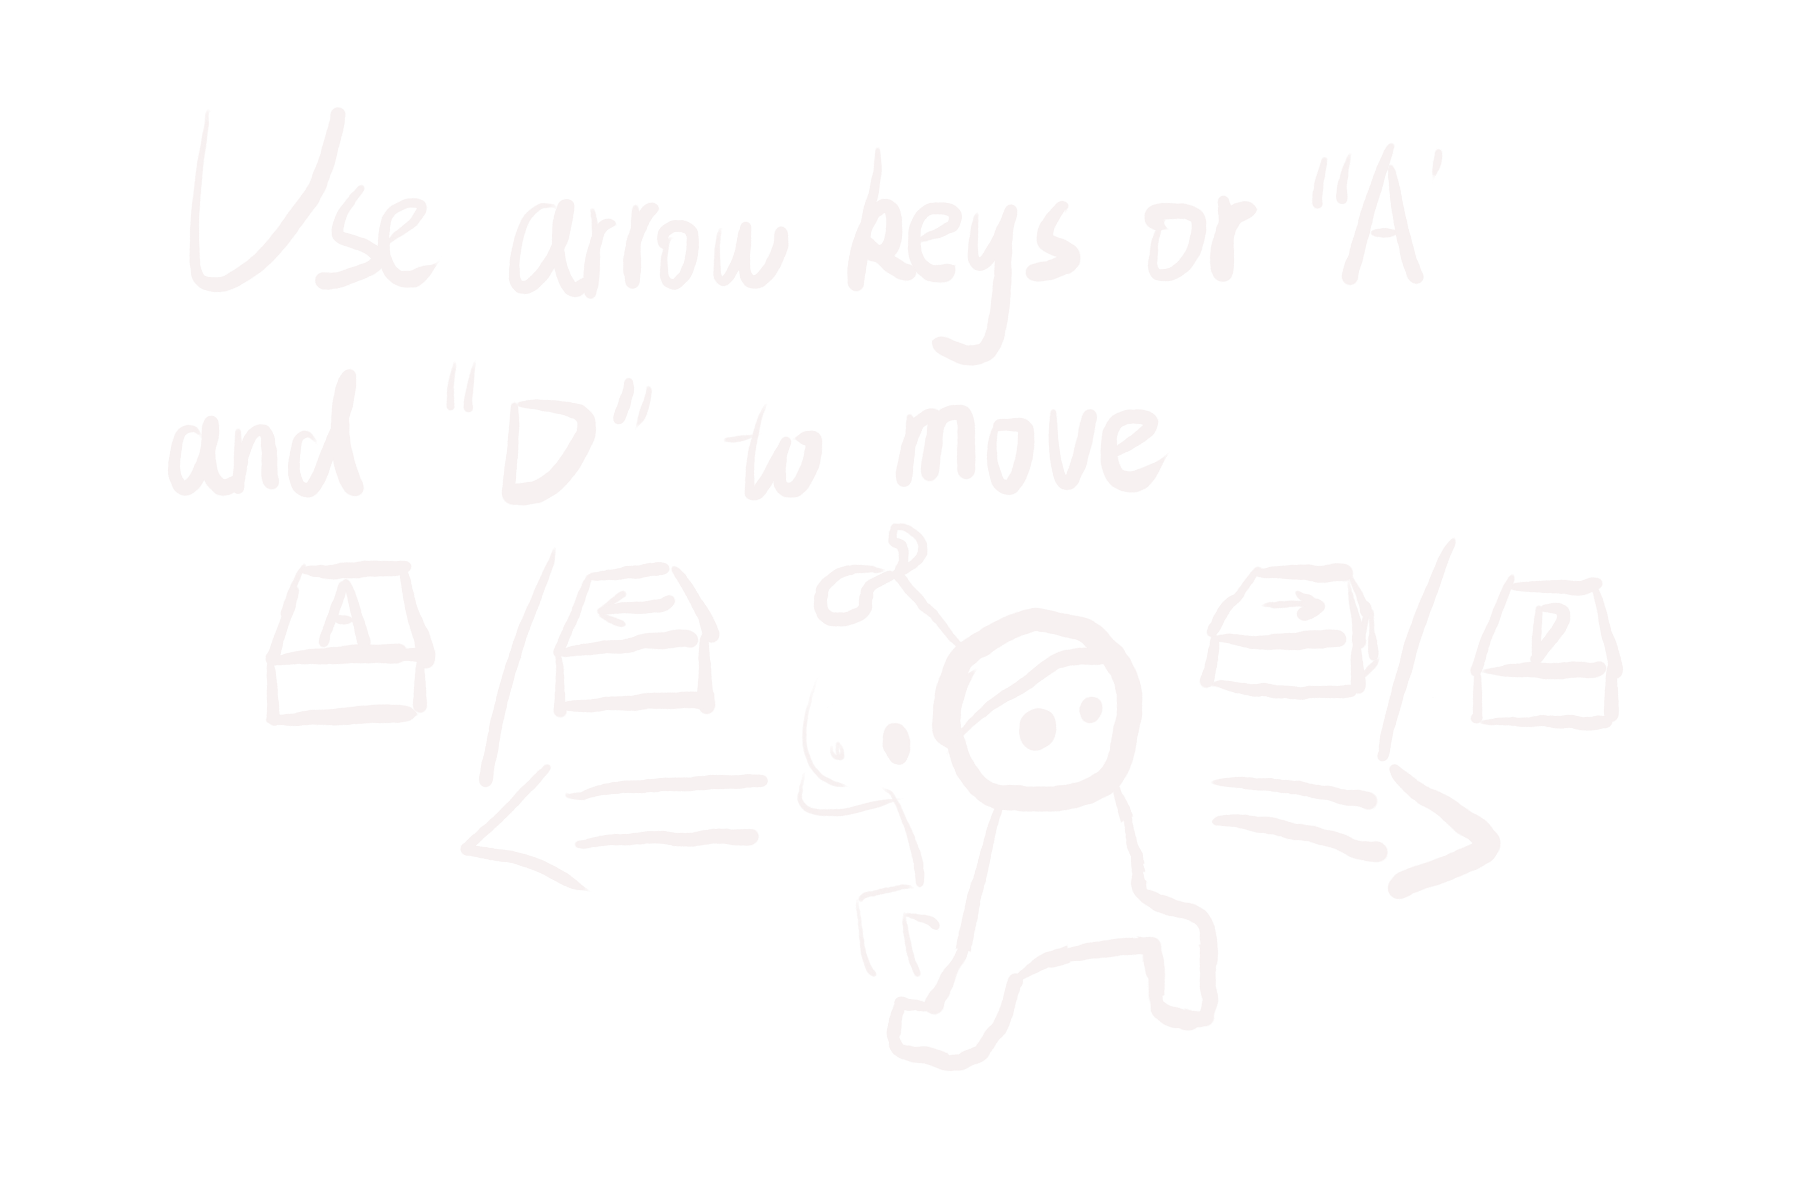 Use arrow keys or "A'
and "D" to move
A / ← → / D